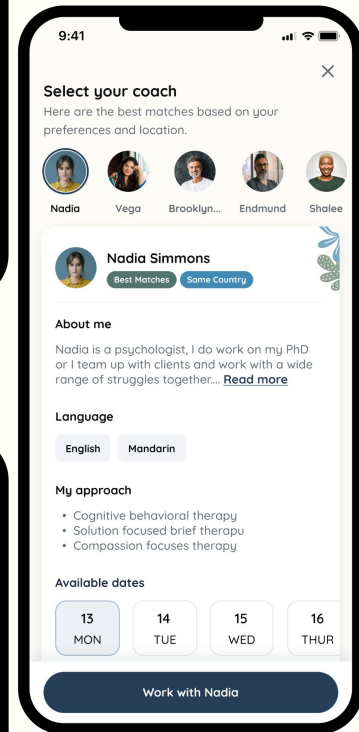 9:41
Select your coach
Here are the best matches based on your
preferences and location.
Nadia Vega Brooklyn... Endmund Shalee
Nadia Simmons
Best Matches Same Country
About me
Nadia is a psychologist, I do work on my PhD
or I team up with clients and work with a wide
range of struggles together.... Read more
Language
English Mandarin
My approach
• Cognitive behavioral therapy
• Solution focused brief therapu
• Compassion focuses therapy
Available dates
13 14 15 16
MON TUE WED THUR
Work with Nadia